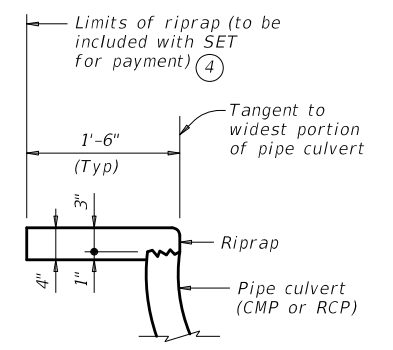 Limits of riprap (to be
included with SET
for payment) 4
Tangent to
widest portion
of pipe culvert
1'-6"
(Typ)
3"
Riprap
4"
1"
Pipe culvert
(CMP or RCP)